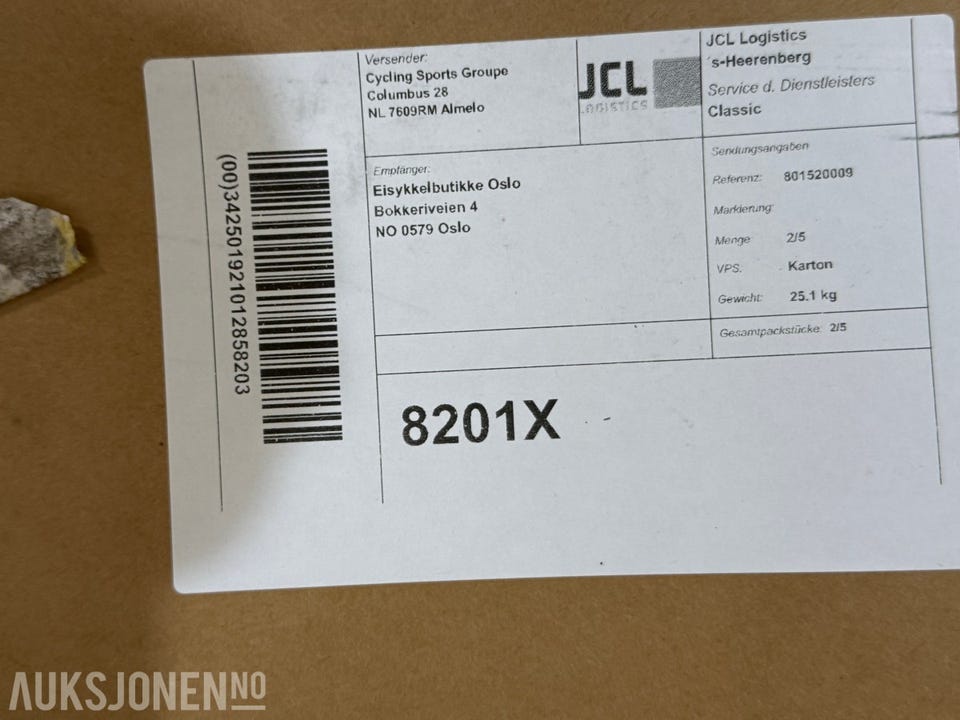 Versender:
Cycling Sports Groupe
Columbus 28
NL 7609RM Almelo
JCL
LOGISTICS
JCL Logistics
's-Heerenberg
Service d. Dienstleisters
Classic
(00)342501921012858203
Empfänger:
Eisykkelbutikke Oslo
Bokkeriveien 4
NO 0579 Oslo
Sendungsangaben
Referenz: 801520009
Markierung:
Menge 2/5
VPS. Karton
Gewicht: 25.1 kg
Gesamtpackstücke: 2/5
8201X
AUKSJONEN.NO